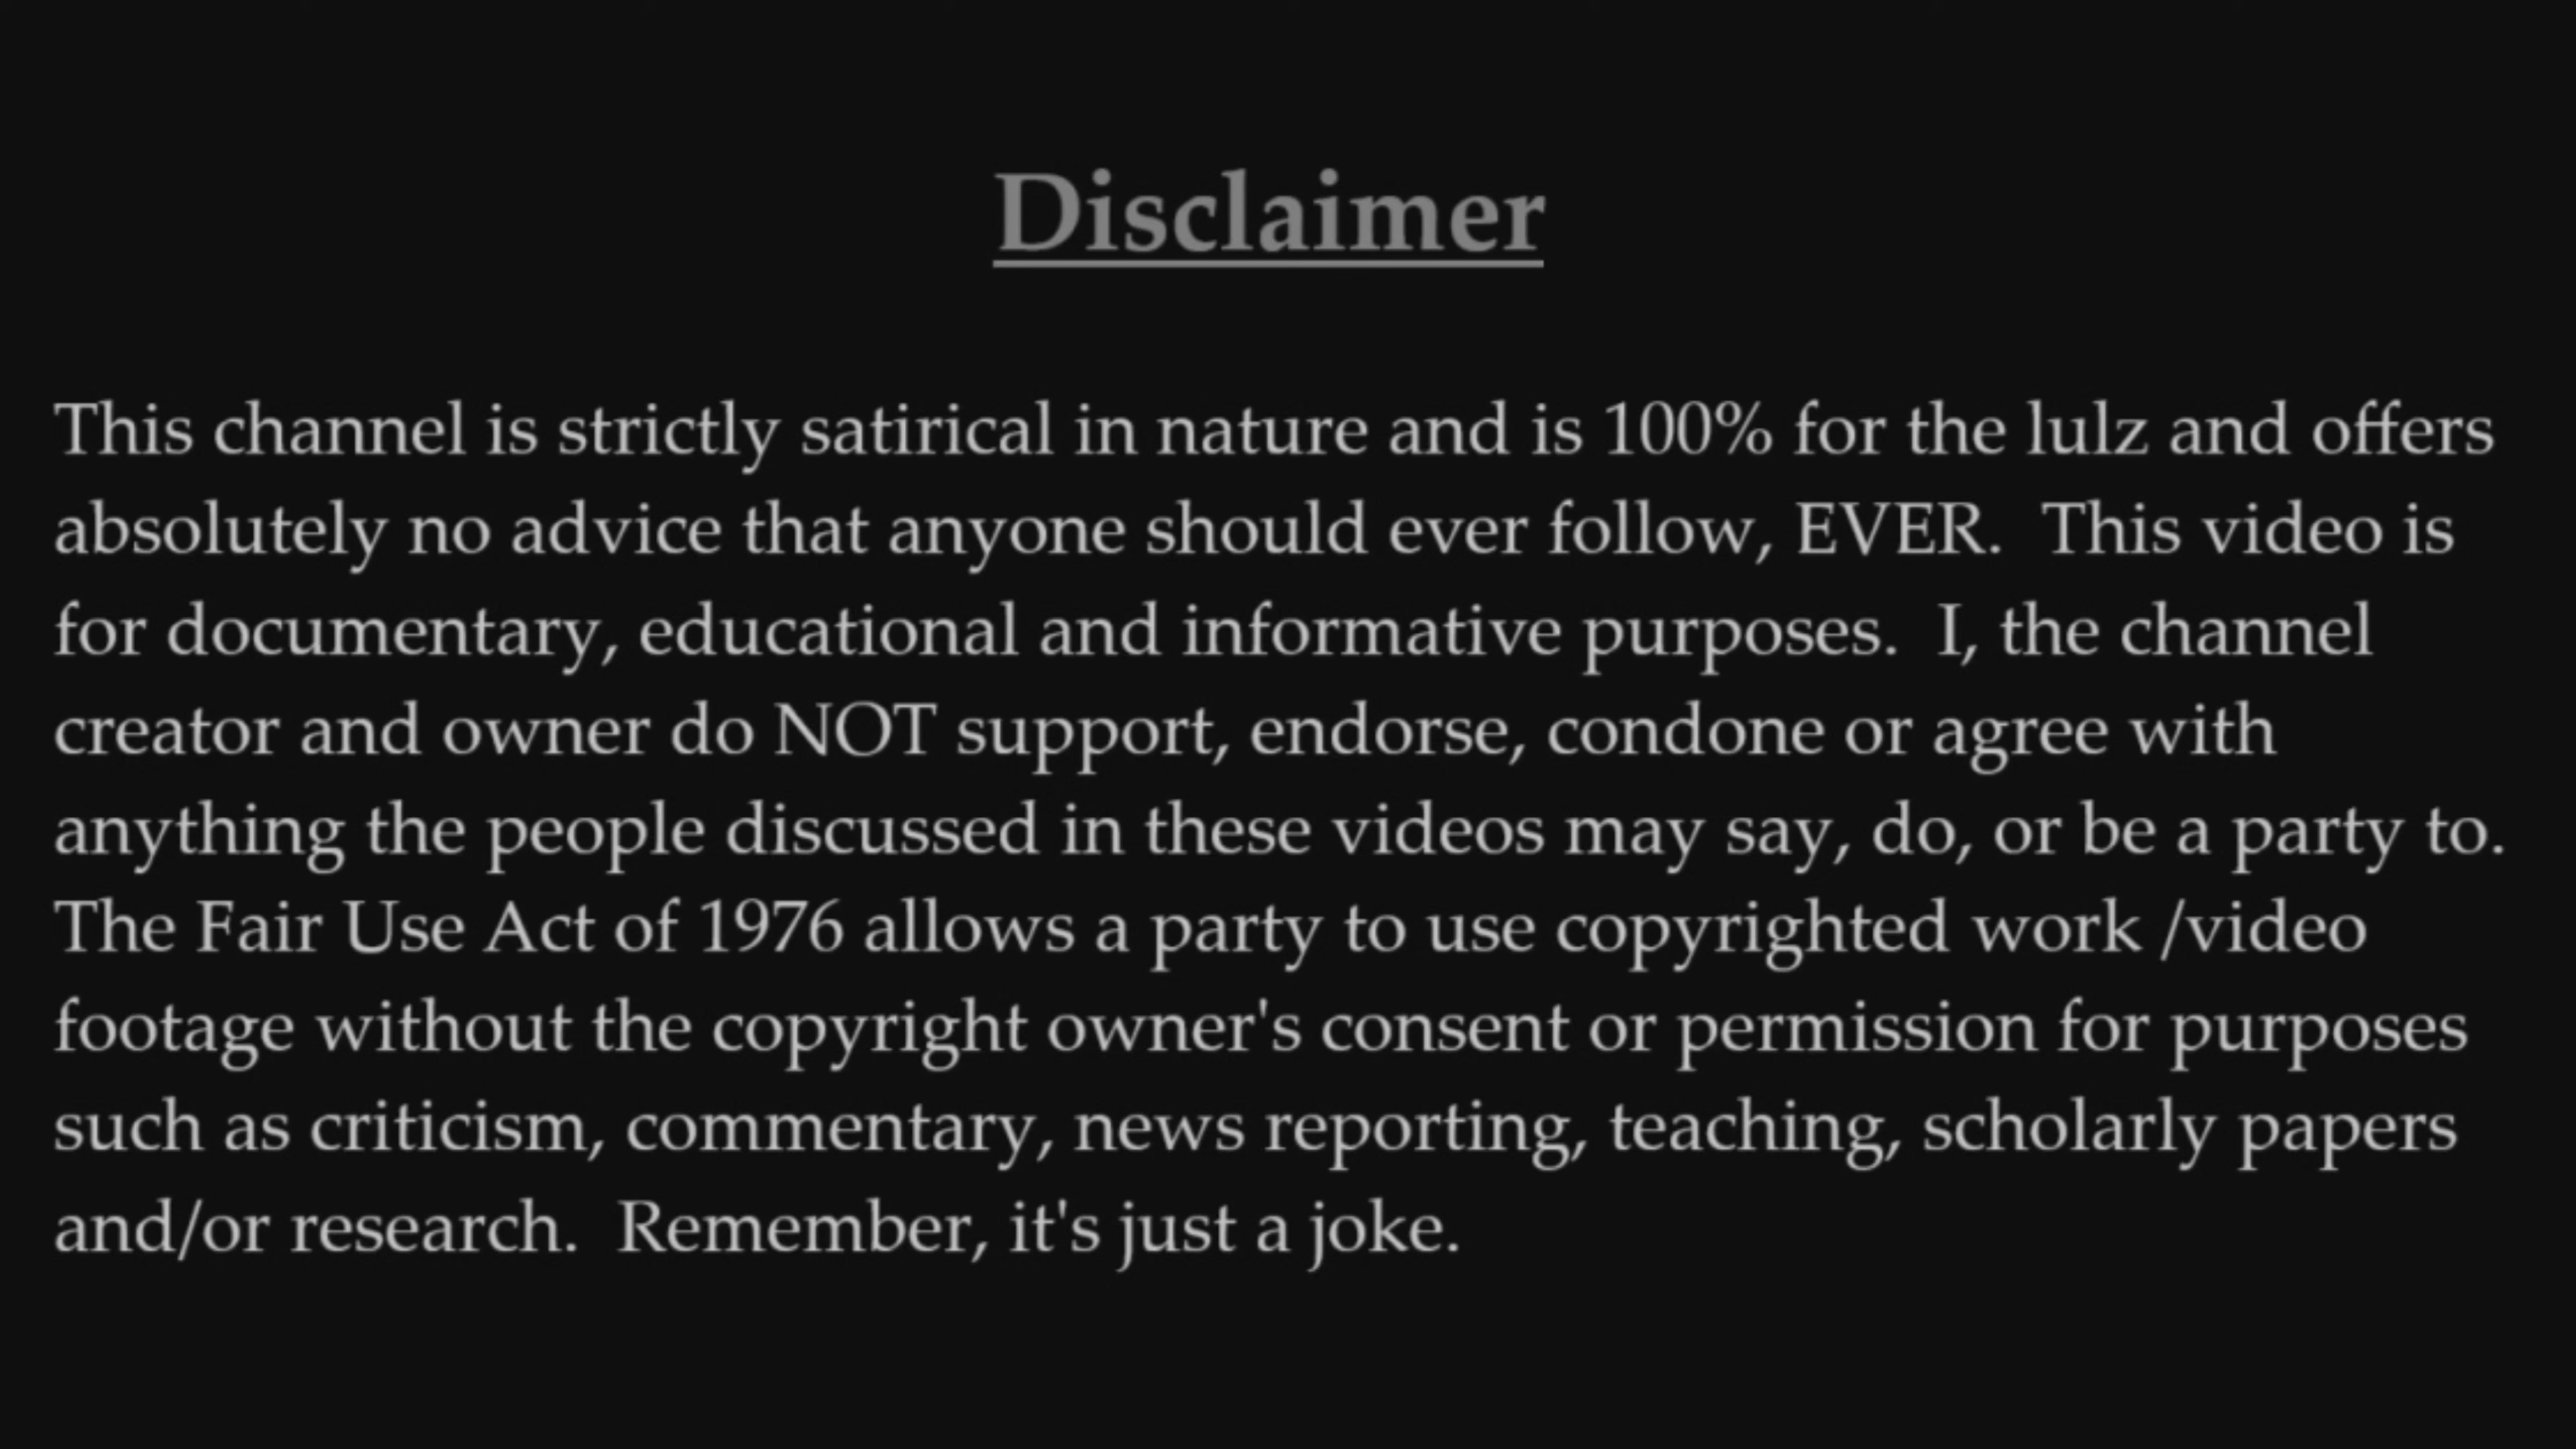 Disclaimer
This channel is strictly satirical in nature and is 100% for the lulz and offers
absolutely no advice that anyone should ever follow, EVER.  This video is
for documentary, educational and informative purposes.  I, the channel
creator and owner do NOT support, endorse, condone or agree with
anything the people discussed in these videos may say, do, or be a party to.
The Fair Use Act of 1976 allows a party to use copyrighted work /video
footage without the copyright owner's consent or permission for purposes
such as criticism, commentary, news reporting, teaching, scholarly papers
and/or research.  Remember, it's just a joke.